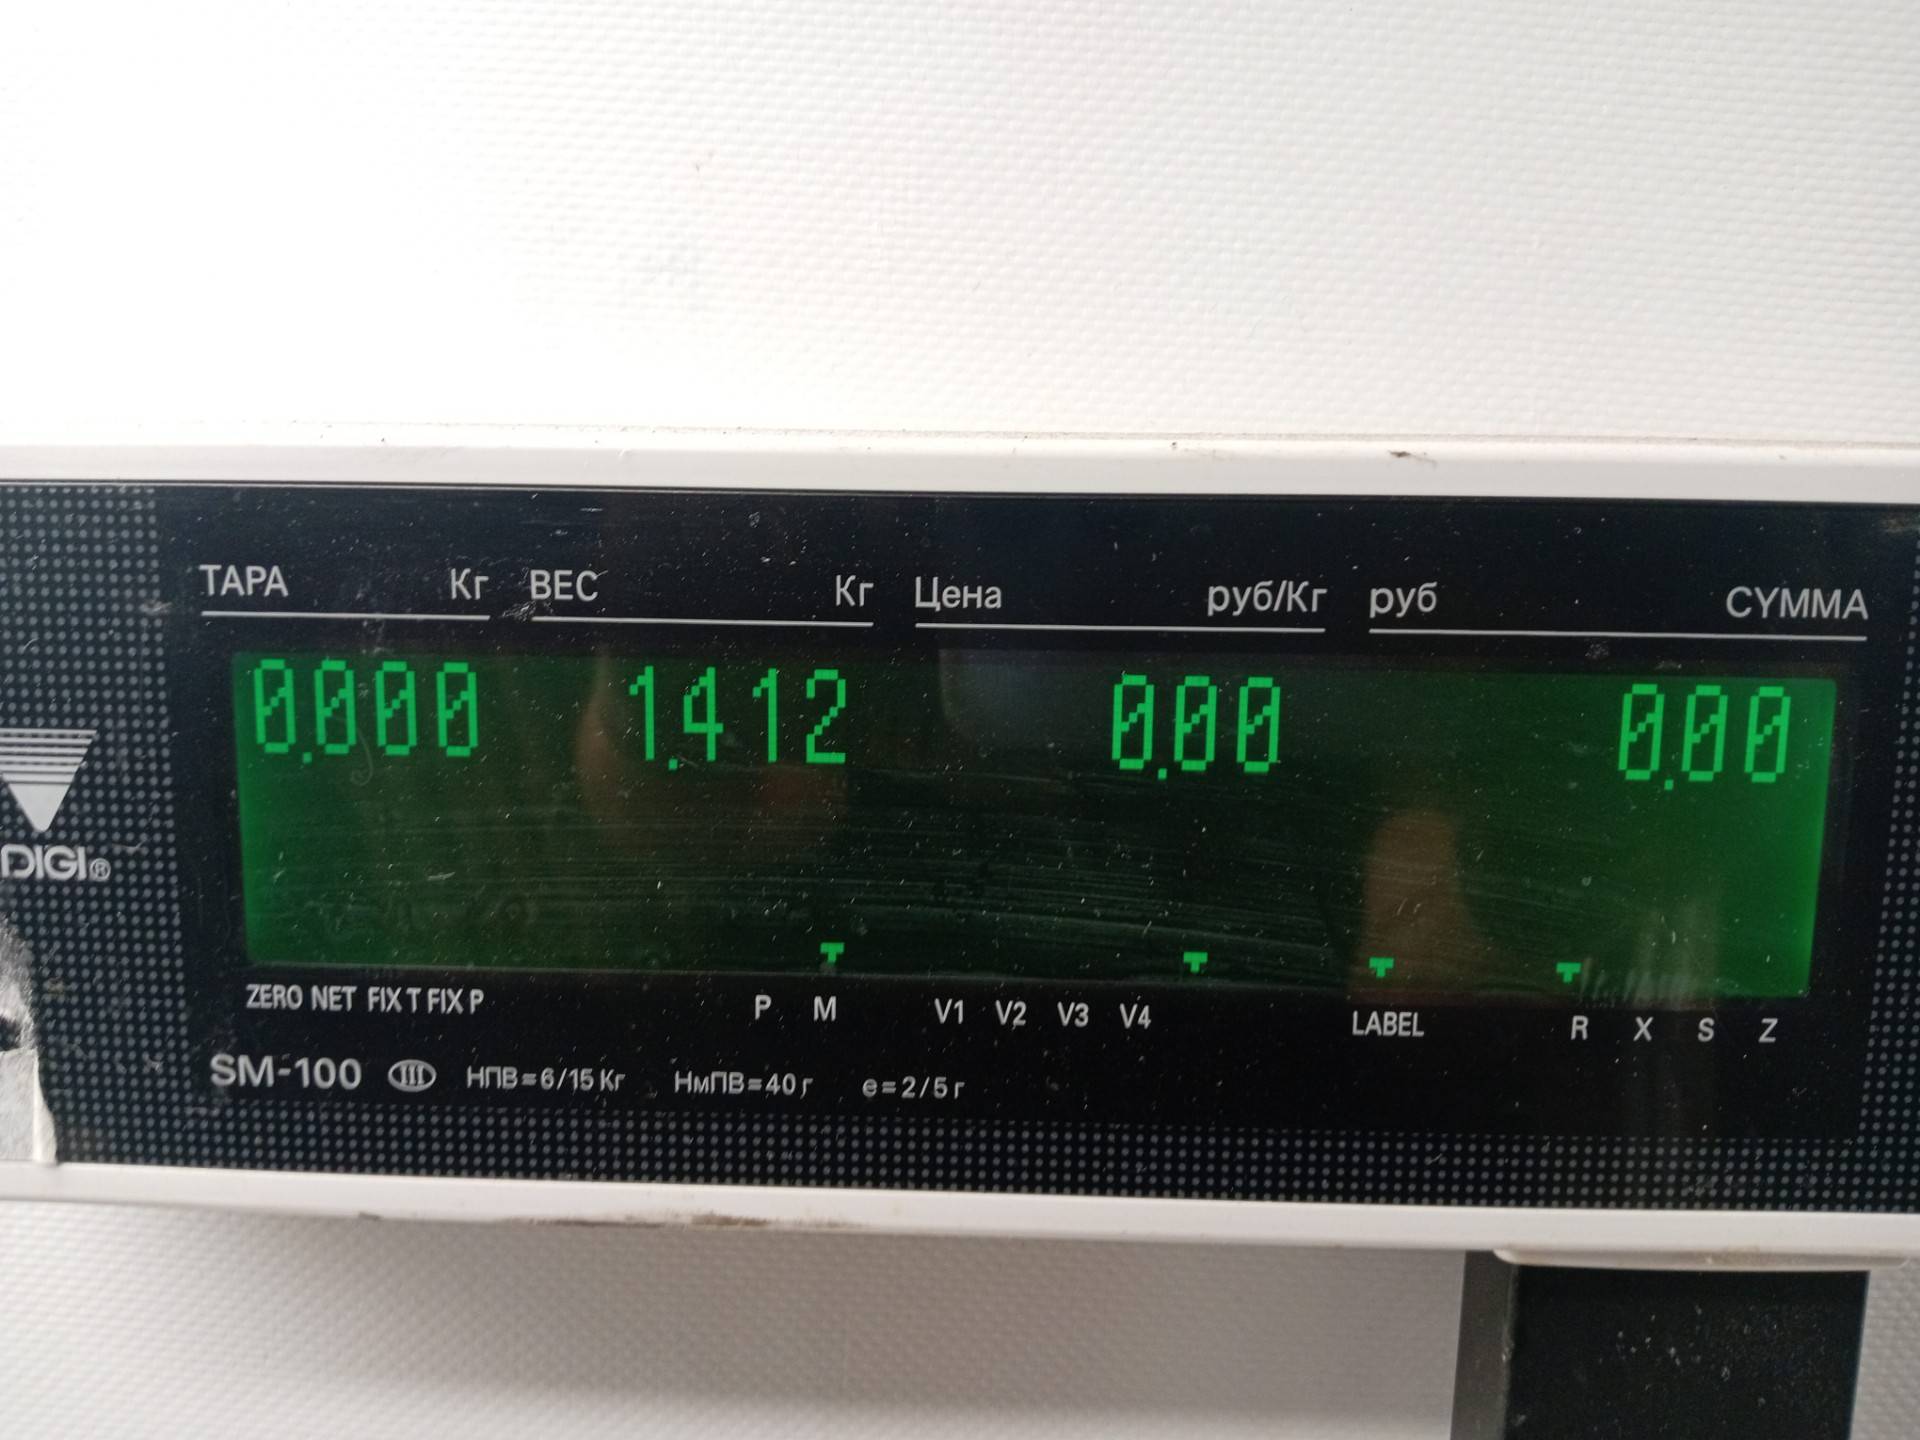 ТАРА Кг ВЕС Кг Цена руб/Кг руб СУММА
0.000 1.412 0.00 0.00
DIGI®
ZERO NET FIX T FIX P P M V1 V2 V3 V4 LABEL R X S Z
SM-100 III НПВ=6/15 Кг НмПВ=40 г e=2/5 г